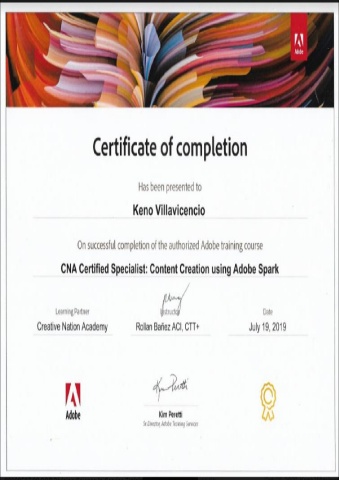 Adobe
Certificate of completion
Has been presented to
Keno Villavicencio
On successful completion of the authorized Adobe training course
CNA Certified Specialist: Content Creation using Adobe Spark
Learning Partner
Instructor
Date
Creative Nation Academy
Rollan Bañez ACI, CTT+
July 19, 2019
Adobe
Kim Peretti
Kim Peretti
Sr. Director, Adobe Training Services